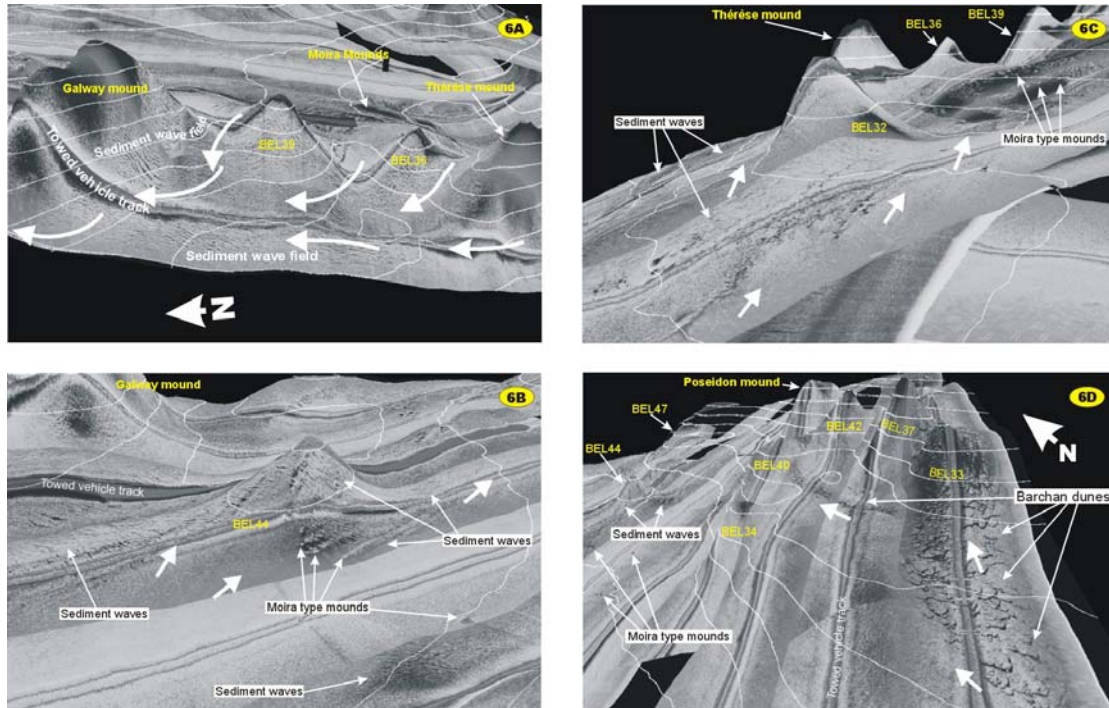 6A
Moira Mounds
Galway mound
Thérèse mound
Sediment wave field
BEL39
BEL36
Towed vehicle track
Sediment wave field
N
6C
Thérèse mound
BEL36
BEL39
Sediment waves
BEL32
Moira type mounds
6B
Galway mound
Towed vehicle track
BEL44
Sediment waves
Sediment waves
Moira type mounds
Sediment waves
6D
Poseidon mound
N
BEL47
BEL42
BEL37
BEL44
BEL40
BEL33
Barchan dunes
Sediment waves
BEL34
Moira type mounds
Towed vehicle track